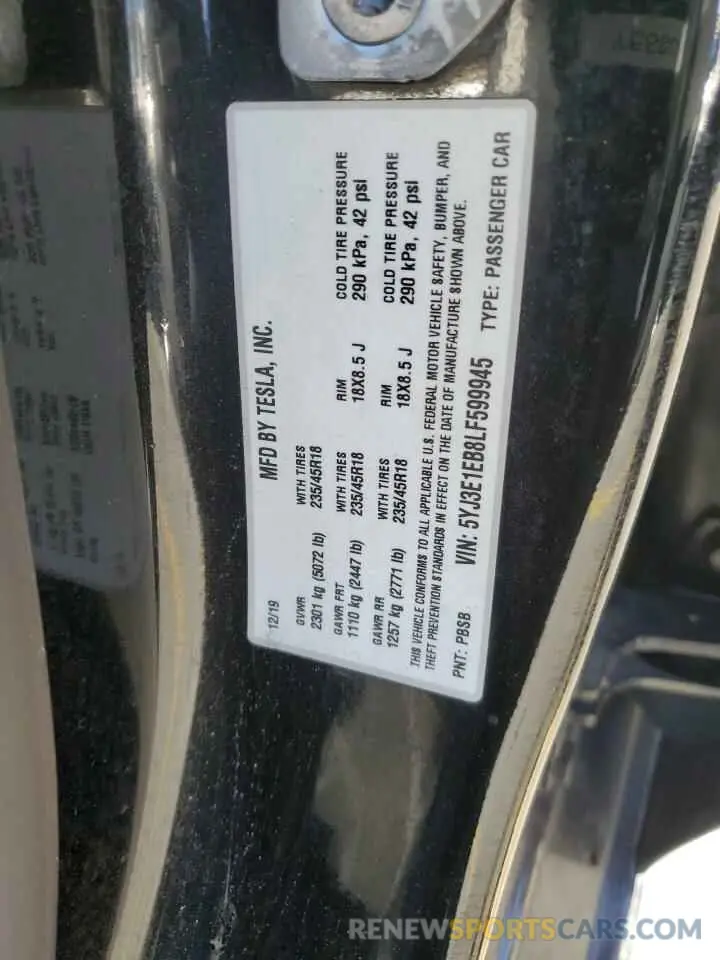 MFD BY TESLA, INC.
12/19
GVWR
2301 kg (5072 lb)
WITH TIRES
235/45R18
GAWR FRT
1110 kg (2447 lb)
WITH TIRES
235/45R18
RIM
18X8.5 J
COLD TIRE PRESSURE
290 kPa, 42 psi
GAWR RR
1257 kg (2771 lb)
WITH TIRES
235/45R18
RIM
18X8.5 J
COLD TIRE PRESSURE
290 kPa, 42 psi
THIS VEHICLE CONFORMS TO ALL APPLICABLE U.S. FEDERAL MOTOR VEHICLE SAFETY, BUMPER, AND
THEFT PREVENTION STANDARDS IN EFFECT ON THE DATE OF MANUFACTURE SHOWN ABOVE.
PNT: PBSB VIN: 5YJ3E1EB8LF599945 TYPE: PASSENGER CAR
RENEWSPORTSCARS.COM